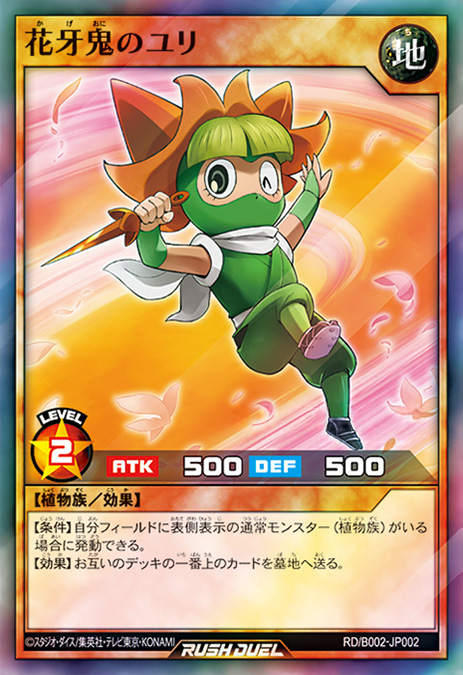 花牙鬼のユリ
かげおに
地
ち
LEVEL
2
ATK 500 DEF 500
【植物族／効果】
【条件】自分フィールドに表側表示の通常モンスター（植物族）がいる
場合に発動できる。
【効果】お互いのデッキの一番上のカードを墓地へ送る。
©スタジオ・ダイス/集英社・テレビ東京・KONAMI
RUSH DUEL
RD/B002-JP002